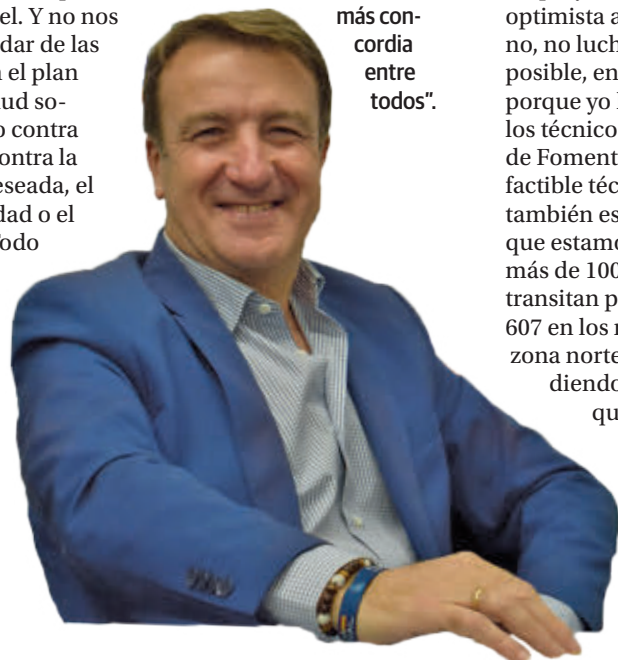 el. Y no nos
dar de las
el plan
ud so-
o contra
ontra la
eseada, el
dad o el
odo
más con-
cordia
entre
todos".
optimista a
no, no luch
posible, en
porque yo
los técnico
de Foment
factible téc
también es
que estamo
más de 100
transitan p
607 en los
zona norte
diendo
qu